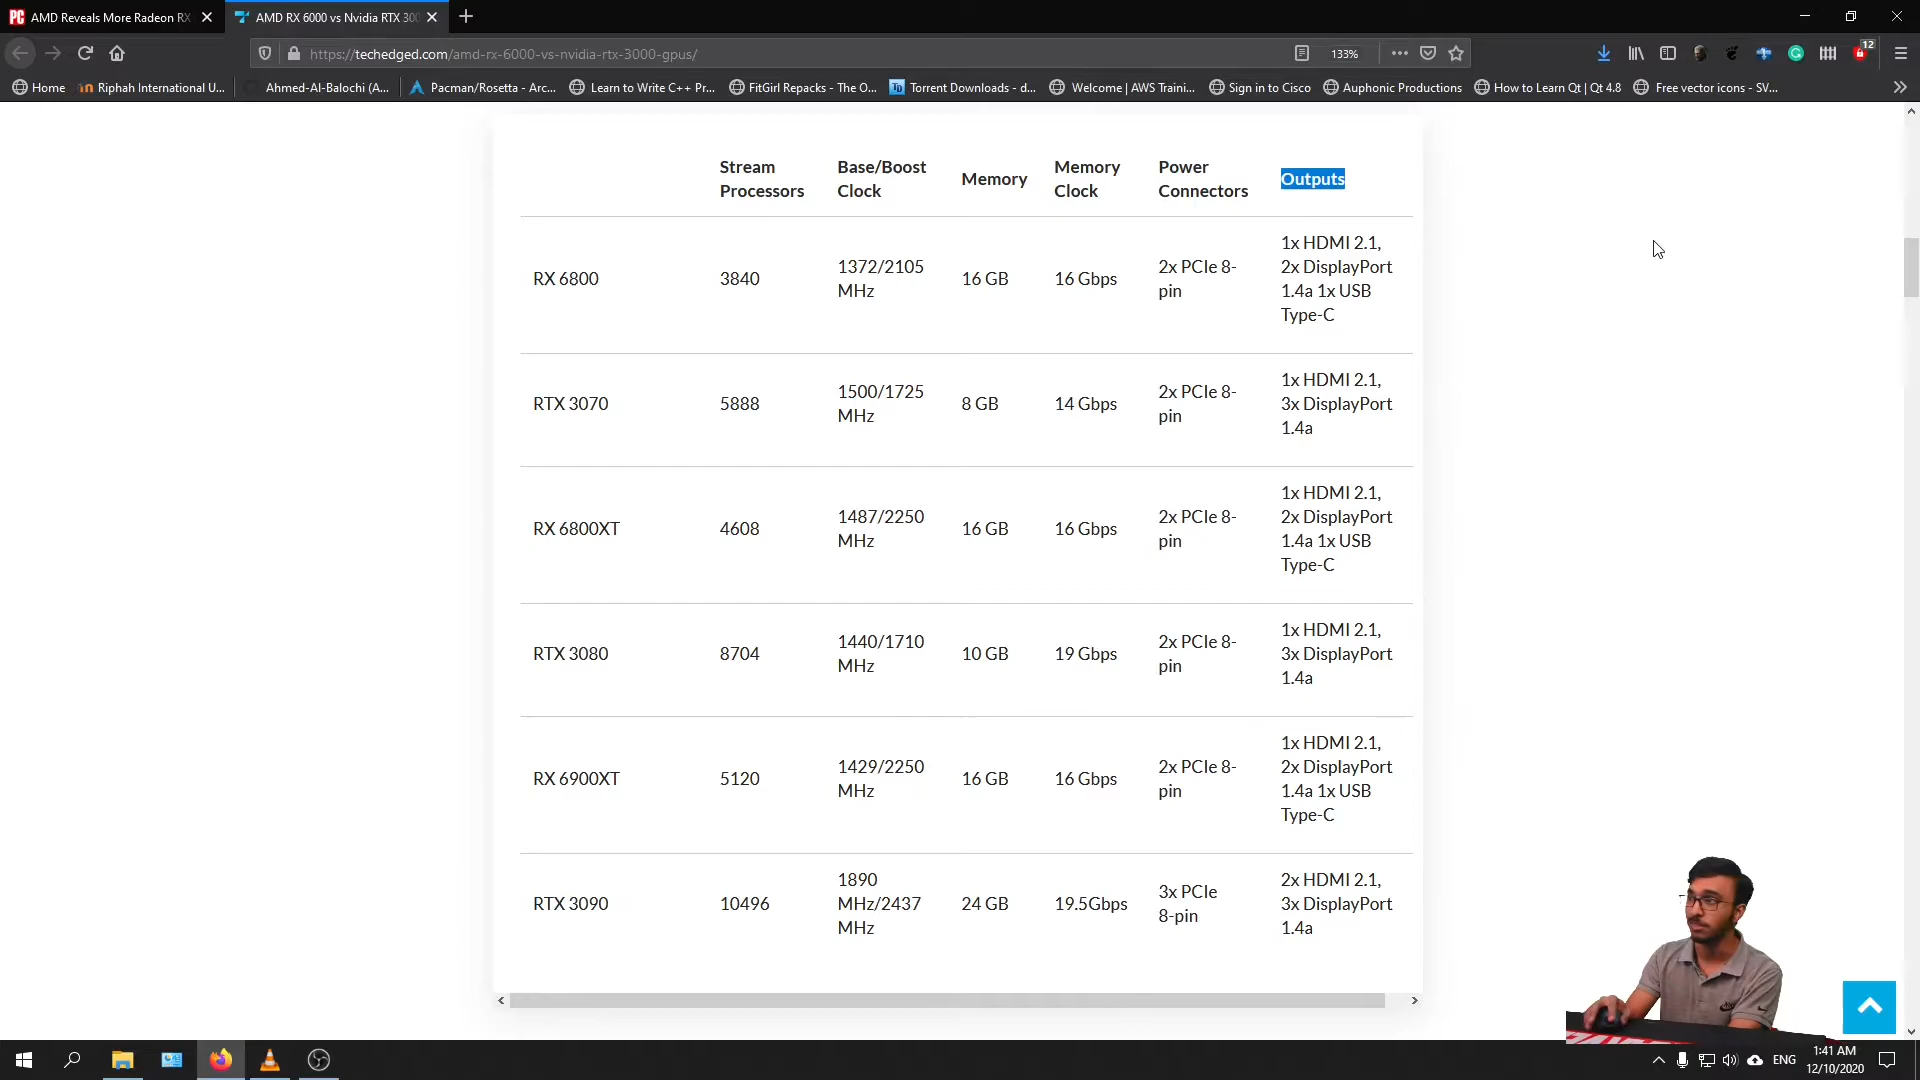 AMD Reveals More Radeon RX
AMD RX 6000 vs Nvidia RTX 300
https://techedged.com/amd-rx-6000-vs-nvidia-rtx-3000-gpus/
133%
12
Home
Riphah International U...
Ahmed-Al-Balochi (A...
Pacman/Rosetta - Arc...
Learn to Write C++ Pr...
FitGirl Repacks - The O...
Torrent Downloads - d...
Welcome | AWS Traini...
Sign in to Cisco
Auphonic Productions
How to Learn Qt | Qt 4.8
Free vector icons - SV...
Stream
Processors
Base/Boost
Clock
Memory
Memory
Clock
Power
Connectors
Outputs
RX 6800
3840
1372/2105
MHz
16 GB
16 Gbps
2x PCIe 8-
pin
1x HDMI 2.1,
2x DisplayPort
1.4a 1x USB
Type-C
RTX 3070
5888
1500/1725
MHz
8 GB
14 Gbps
2x PCIe 8-
pin
1x HDMI 2.1,
3x DisplayPort
1.4a
RX 6800XT
4608
1487/2250
MHz
16 GB
16 Gbps
2x PCIe 8-
pin
1x HDMI 2.1,
2x DisplayPort
1.4a 1x USB
Type-C
RTX 3080
8704
1440/1710
MHz
10 GB
19 Gbps
2x PCIe 8-
pin
1x HDMI 2.1,
3x DisplayPort
1.4a
RX 6900XT
5120
1429/2250
MHz
16 GB
16 Gbps
2x PCIe 8-
pin
1x HDMI 2.1,
2x DisplayPort
1.4a 1x USB
Type-C
RTX 3090
10496
1890
MHz/2437
MHz
24 GB
19.5Gbps
3x PCIe
8-pin
2x HDMI 2.1,
3x DisplayPort
1.4a
ENG
1:41 AM
12/10/2020